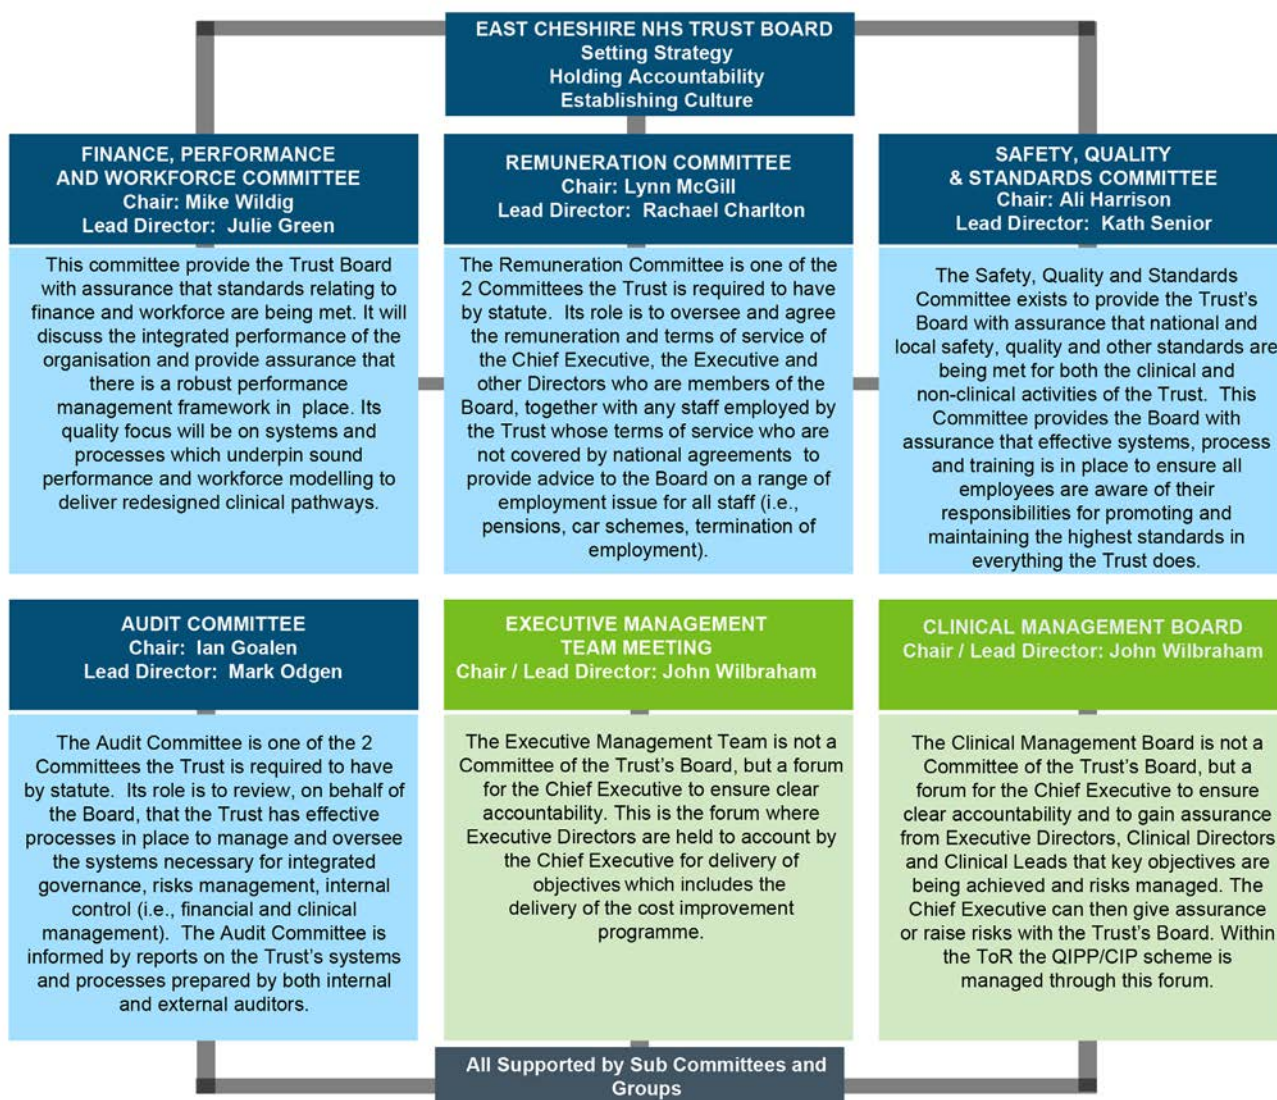 EAST CHESHIRE NHS TRUST BOARD
Setting Strategy
Holding Accountability
Establishing Culture
FINANCE, PERFORMANCE
AND WORKFORCE COMMITTEE
Chair: Mike Wildig
Lead Director: Julie Green
This committee provide the Trust Board
with assurance that standards relating to
finance and workforce are being met. It will
discuss the integrated performance of the
organisation and provide assurance that
there is a robust performance
management framework in place. Its
quality focus will be on systems and
processes which underpin sound
performance and workforce modelling to
deliver redesigned clinical pathways.
REMUNERATION COMMITTEE
Chair: Lynn McGill
Lead Director: Rachael Charlton
The Remuneration Committee is one of the
2 Committees the Trust is required to have
by statute. Its role is to oversee and agree
the remuneration and terms of service of
the Chief Executive, the Executive and
other Directors who are members of the
Board, together with any staff employed by
the Trust whose terms of service who are
not covered by national agreements to
provide advice to the Board on a range of
employment issue for all staff (i.e.,
pensions, car schemes, termination of
employment).
SAFETY, QUALITY
& STANDARDS COMMITTEE
Chair: Ali Harrison
Lead Director: Kath Senior
The Safety, Quality and Standards
Committee exists to provide the Trust's
Board with assurance that national and
local safety, quality and other standards are
being met for both the clinical and
non-clinical activities of the Trust. This
Committee provides the Board with
assurance that effective systems, process
and training is in place to ensure all
employees are aware of their
responsibilities for promoting and
maintaining the highest standards in
everything the Trust does.
AUDIT COMMITTEE
Chair: Ian Goalen
Lead Director: Mark Odgen
The Audit Committee is one of the 2
Committees the Trust is required to have
by statute. Its role is to review, on behalf of
the Board, that the Trust has effective
processes in place to manage and oversee
the systems necessary for integrated
governance, risks management, internal
control (i.e., financial and clinical
management). The Audit Committee is
informed by reports on the Trust's systems
and processes prepared by both internal
and external auditors.
EXECUTIVE MANAGEMENT
TEAM MEETING
Chair / Lead Director: John Wilbraham
The Executive Management Team is not a
Committee of the Trust's Board, but a forum
for the Chief Executive to ensure clear
accountability. This is the forum where
Executive Directors are held to account by
the Chief Executive for delivery of
objectives which includes the
delivery of the cost improvement
programme.
CLINICAL MANAGEMENT BOARD
Chair / Lead Director: John Wilbraham
The Clinical Management Board is not a
Committee of the Trust's Board, but a
forum for the Chief Executive to ensure
clear accountability and to gain assurance
from Executive Directors, Clinical Directors
and Clinical Leads that key objectives are
being achieved and risks managed. The
Chief Executive can then give assurance
or raise risks with the Trust's Board. Within
the ToR the QIPP/CIP scheme is
managed through this forum.
All Supported by Sub Committees and
Groups